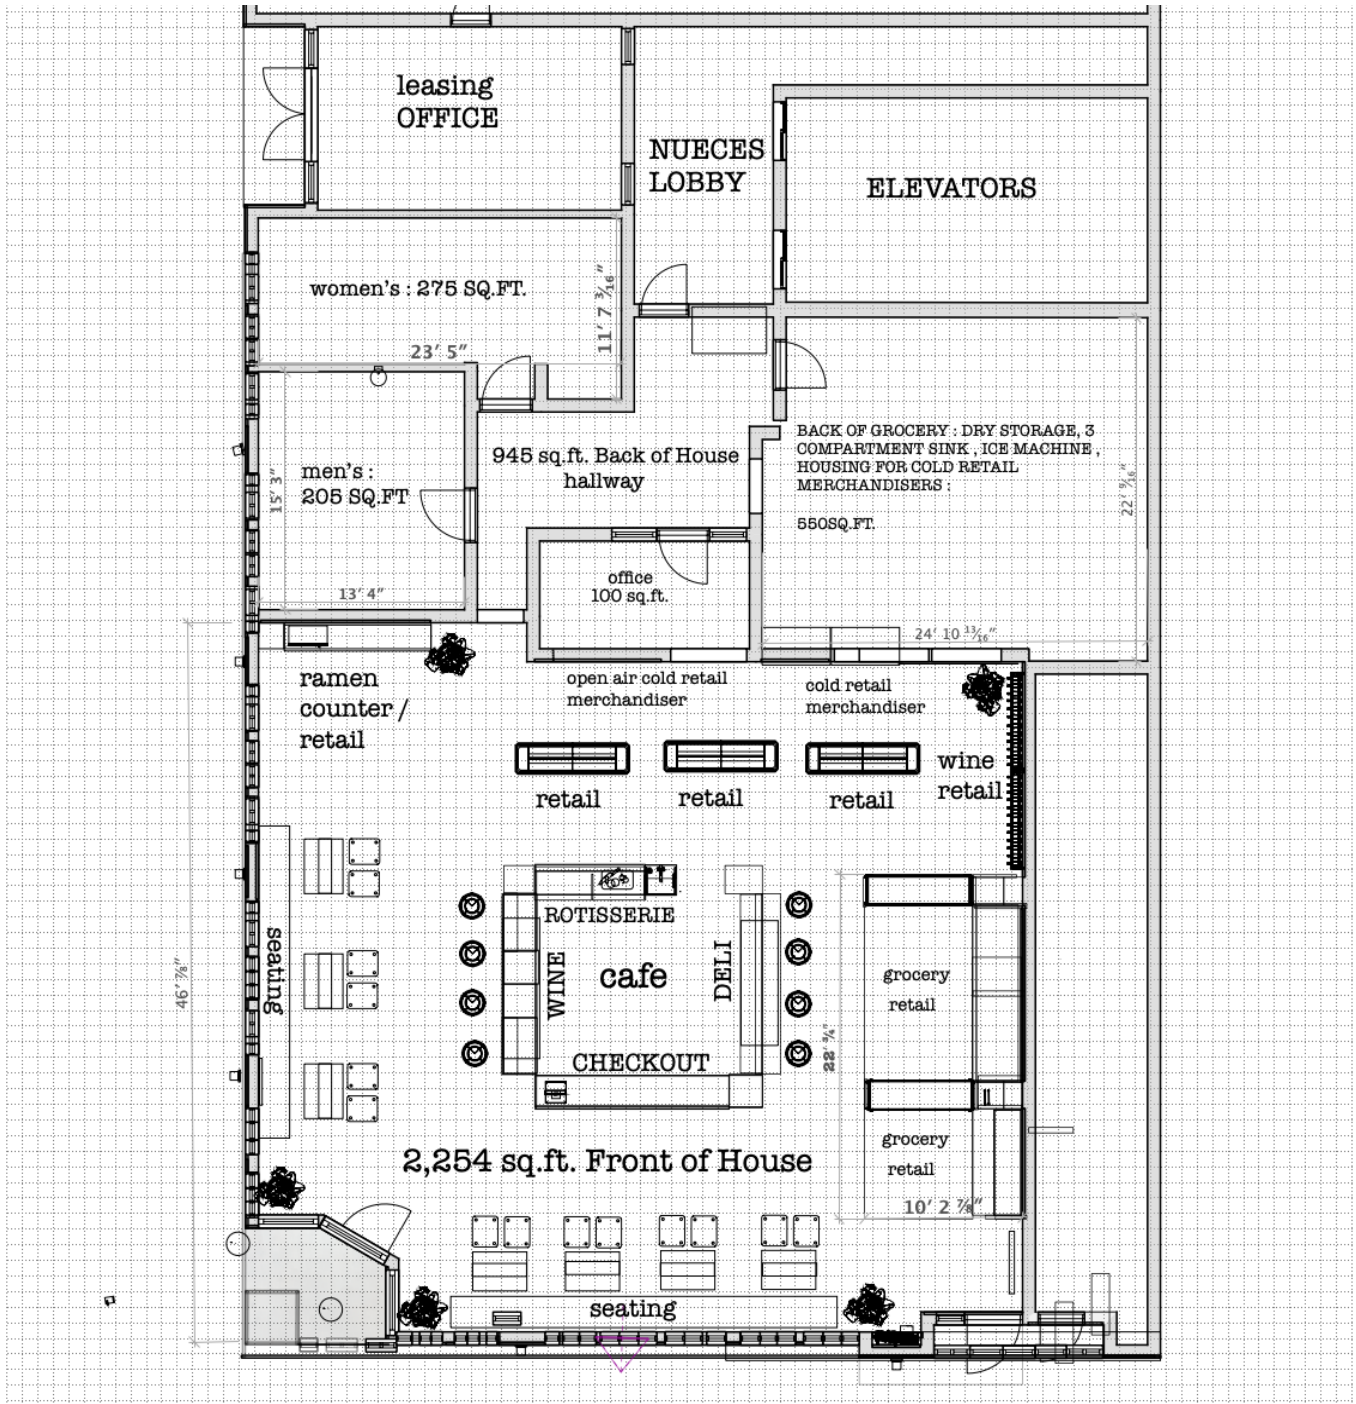 leasing
OFFICE
NUECES
LOBBY
ELEVATORS
women's : 275 SQ.FT.
11' 7 3/16"
23' 5"
BACK OF GROCERY : DRY STORAGE, 3
COMPARTMENT SINK , ICE MACHINE ,
HOUSING FOR COLD RETAIL
MERCHANDISERS :
550SQ.FT.
22' 9/16"
945 sq.ft. Back of House
hallway
men's :
205 SQ.FT
15' 3"
13' 4"
office
100 sq.ft.
24' 10 13/16"
ramen
counter /
retail
open air cold retail
merchandiser
cold retail
merchandiser
wine
retail
retail
retail
retail
46' 7/8"
seating
ROTISSERIE
WINE
cafe
DELI
CHECKOUT
22' 3/4"
grocery
retail
grocery
retail
10' 2 7/8"
2,254 sq.ft. Front of House
seating